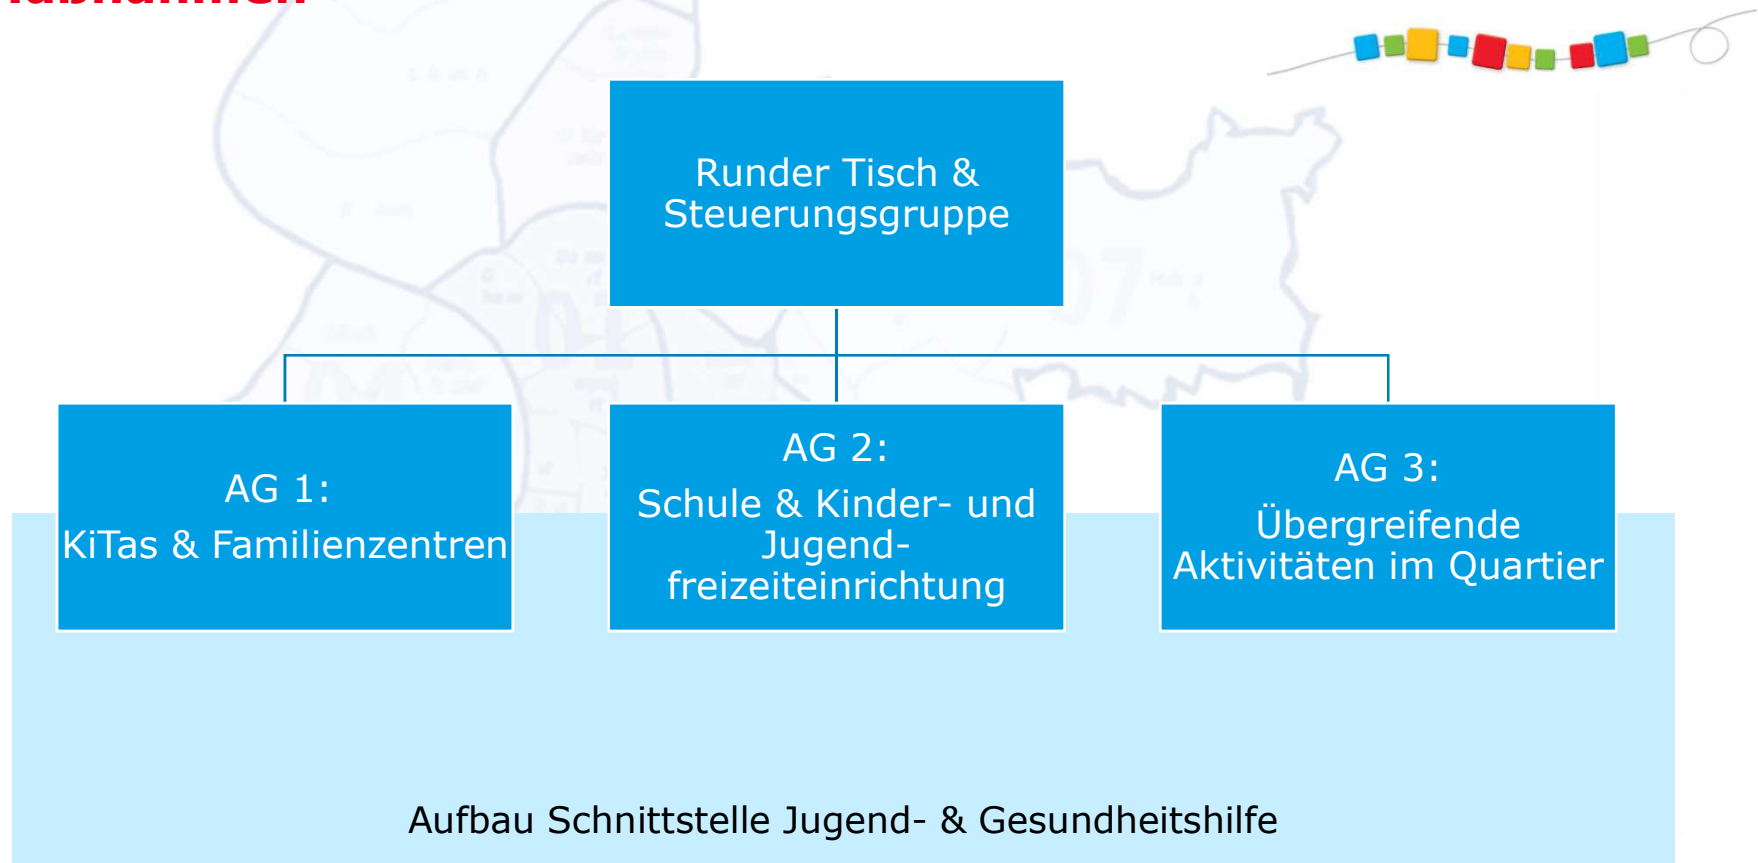 Runder Tisch &
Steuerungsgruppe
07
AG 1:
KiTas & Familienzentren
AG 2:
Schule & Kinder- und
Jugend-
freizeiteinrichtung
AG 3:
Übergreifende
Aktivitäten im Quartier
Aufbau Schnittstelle Jugend- & Gesundheitshilfe